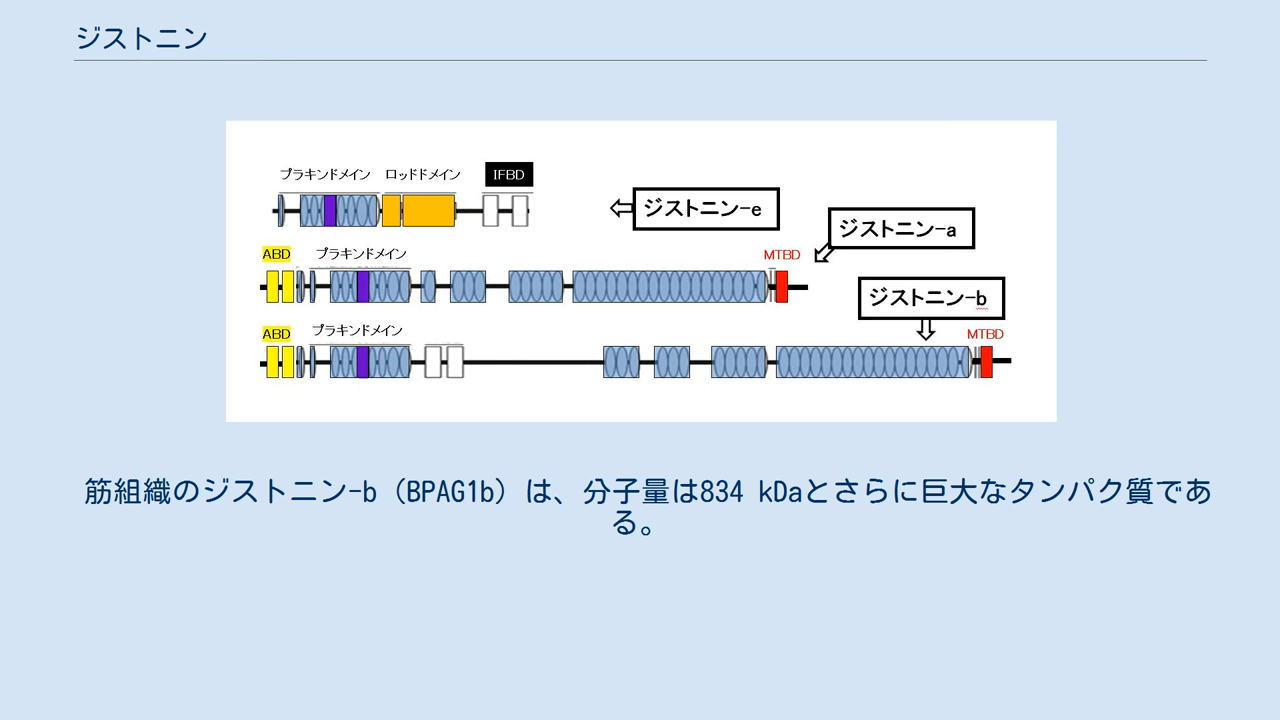 ジストニン
プラキンドメイン ロッドドメイン IFBD
ジストニン-e
ジストニン-a
ABD プラキンドメイン MTBD
ジストニン-b
ABD プラキンドメイン MTBD
筋組織のジストニン-b（BPAG1b）は、分子量は834 kDaとさらに巨大なタンパク質であ
る。